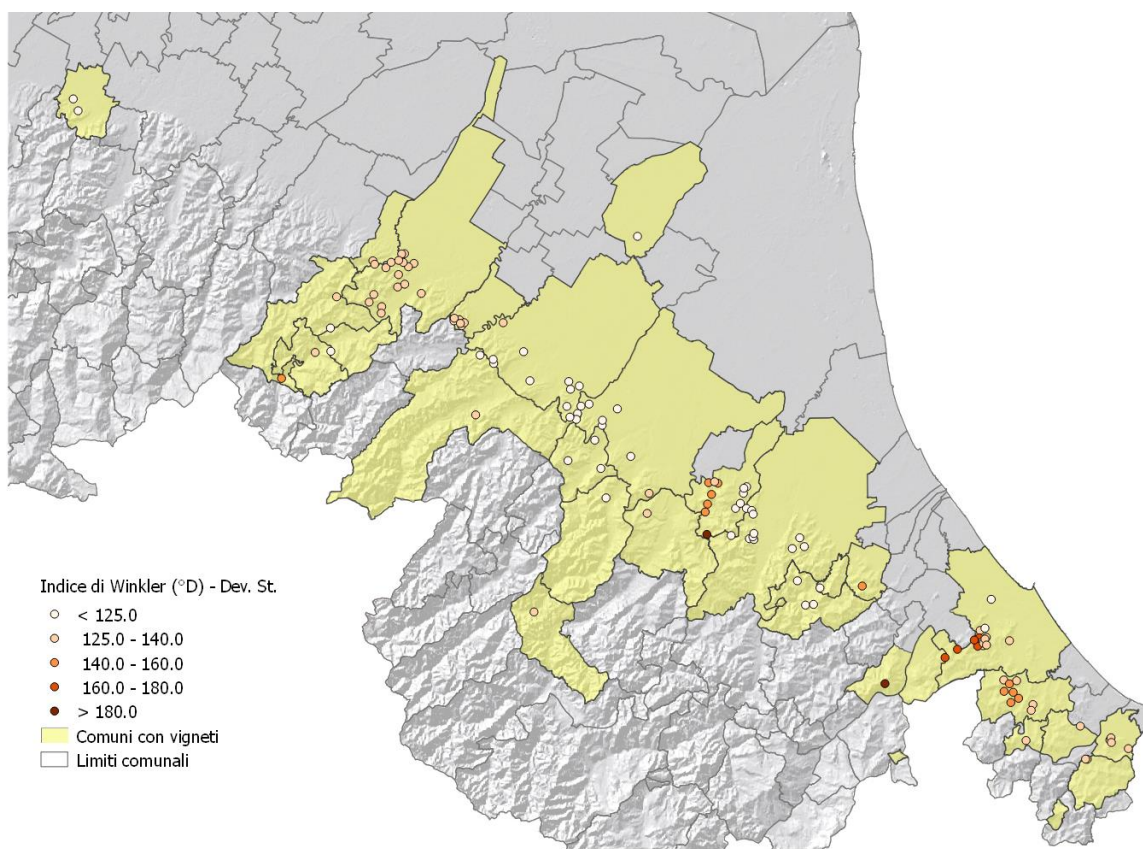 Indice di Winkler (°D) - Dev. St.
< 125.0
125.0 - 140.0
140.0 - 160.0
160.0 - 180.0
> 180.0
Comuni con vigneti
Limiti comunali